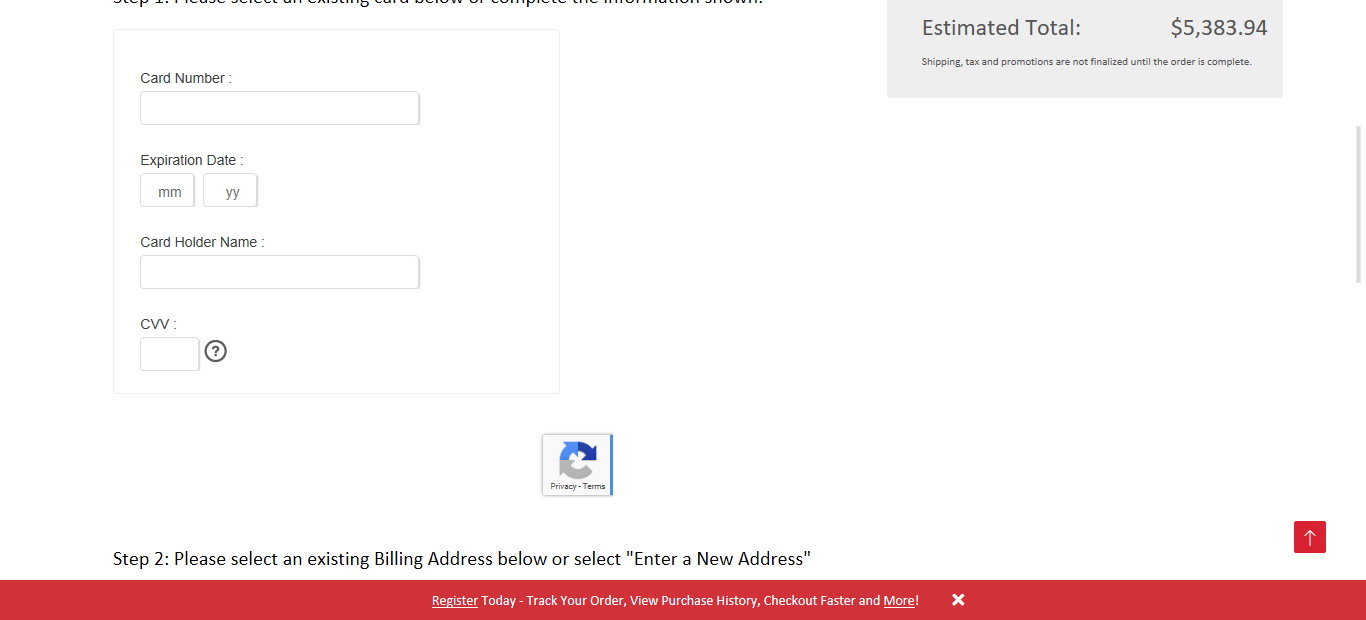 Step 1: Please select an existing card below or complete the information shown.
Estimated Total: $5,383.94
Shipping, tax and promotions are not finalized until the order is complete.
Card Number :
Expiration Date :
mm yy
Card Holder Name :
CVV :
?
Privacy - Terms
Step 2: Please select an existing Billing Address below or select "Enter a New Address"
Register Today - Track Your Order, View Purchase History, Checkout Faster and More!